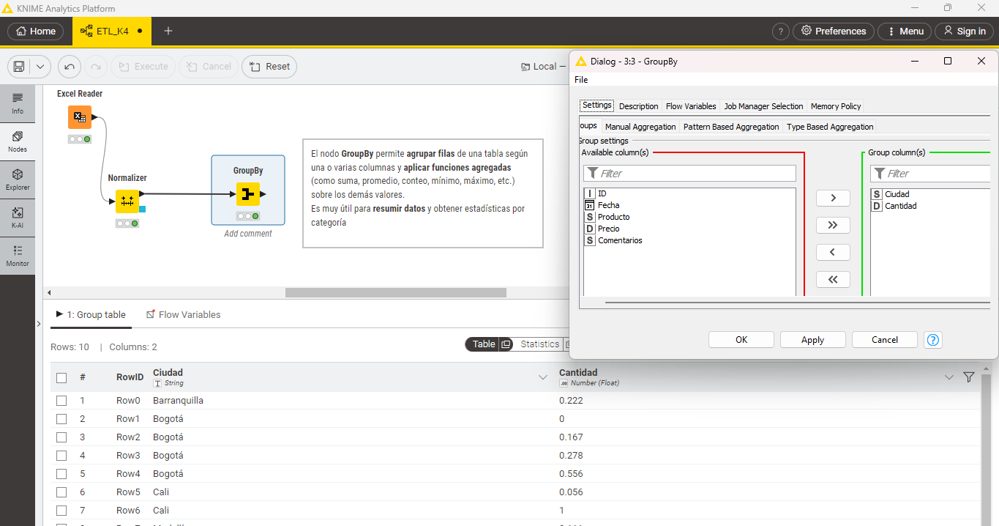 KNIME Analytics Platform
Home
ETL_K4
?
Preferences
Menu
Sign in
Execute
Cancel
Reset
Local
Info
Nodes
Explorer
K-AI
Monitor
Excel Reader
Normalizer
GroupBy
Add comment
El nodo GroupBy permite agrupar filas de una tabla según
una o varias columnas y aplicar funciones agregadas
(como suma, promedio, conteo, mínimo, máximo, etc.)
sobre los demás valores.
Es muy útil para resumir datos y obtener estadísticas por
categoría
Dialog - 3:3 - GroupBy
File
Settings Description Flow Variables Job Manager Selection Memory Policy
oups Manual Aggregation Pattern Based Aggregation Type Based Aggregation
Group settings
Available column(s)
Filter
I ID
31 Fecha
S Producto
D Precio
S Comentarios
Group column(s)
Filter
S Ciudad
D Cantidad
OK Apply Cancel ?
1: Group table Flow Variables
Rows: 10 | Columns: 2
Table Statistics
# RowID Ciudad Cantidad
T String .00 Number (Float)
1 Row0 Barranquilla 0.222
2 Row1 Bogotá 0
3 Row2 Bogotá 0.167
4 Row3 Bogotá 0.278
5 Row4 Bogotá 0.556
6 Row5 Cali 0.056
7 Row6 Cali 1